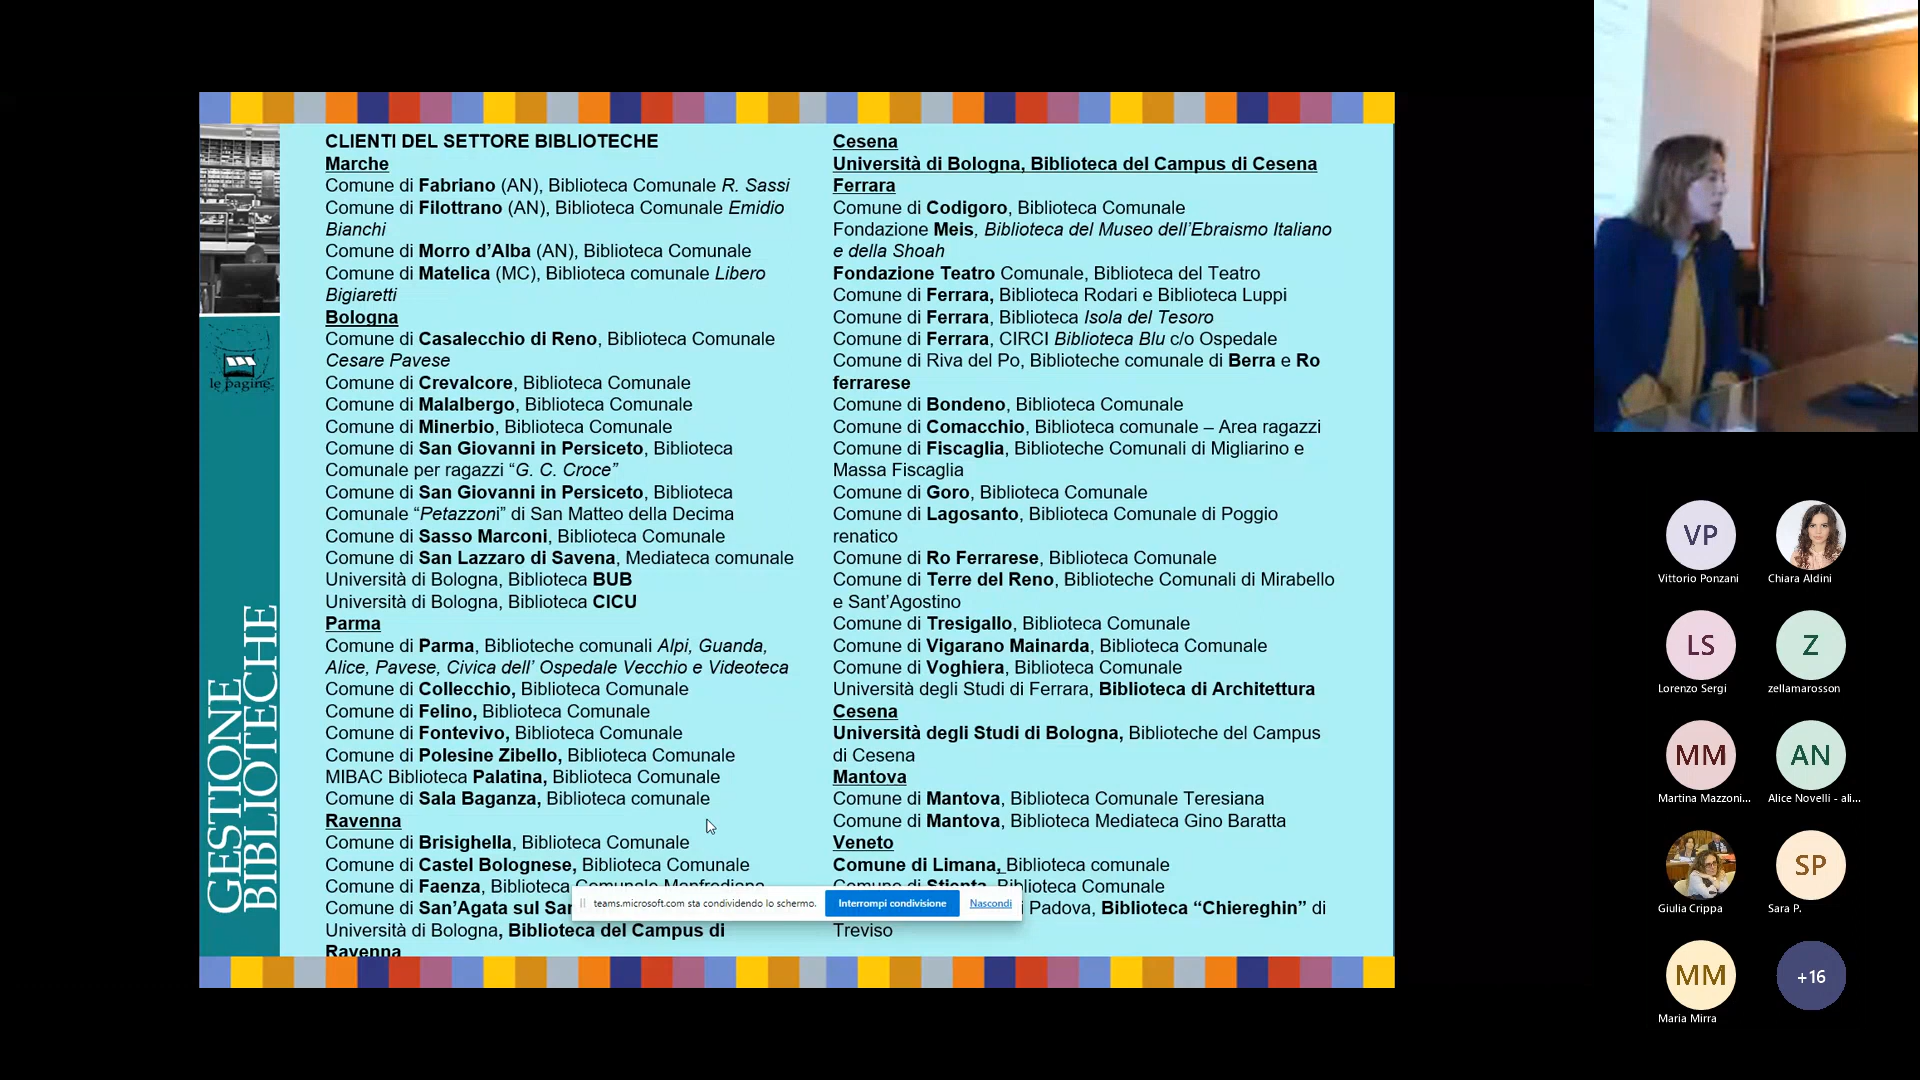 CLIENTI DEL SETTORE BIBLIOTECHE
Marche
Comune di Fabriano (AN), Biblioteca Comunale R. Sassi
Comune di Filottrano (AN), Biblioteca Comunale Emidio
Bianchi
Comune di Morro d’Alba (AN), Biblioteca Comunale
Comune di Matelica (MC), Biblioteca comunale Libero
Bigiaretti
Bologna
Comune di Casalecchio di Reno, Biblioteca Comunale
Cesare Pavese
Comune di Crevalcore, Biblioteca Comunale
Comune di Malalbergo, Biblioteca Comunale
Comune di Minerbio, Biblioteca Comunale
Comune di San Giovanni in Persiceto, Biblioteca
Comunale per ragazzi “G. C. Croce”
Comune di San Giovanni in Persiceto, Biblioteca
Comunale “Petazzoni” di San Matteo della Decima
Comune di Sasso Marconi, Biblioteca Comunale
Comune di San Lazzaro di Savena, Mediateca comunale
Università di Bologna, Biblioteca BUB
Università di Bologna, Biblioteca CICU
Parma
Comune di Parma, Biblioteche comunali Alpi, Guanda,
Alice, Pavese, Civica dell’ Ospedale Vecchio e Videoteca
Comune di Collecchio, Biblioteca Comunale
Comune di Felino, Biblioteca Comunale
Comune di Fontevivo, Biblioteca Comunale
Comune di Polesine Zibello, Biblioteca Comunale
MIBAC Biblioteca Palatina, Biblioteca Comunale
Comune di Sala Baganza, Biblioteca comunale
Ravenna
Comune di Brisighella, Biblioteca Comunale
Comune di Castel Bolognese, Biblioteca Comunale
Comune di Faenza, Biblioteca Comunale Manfrediana
Comune di San’Agata sul San
Università di Bologna, Biblioteca del Campus di
Ravenna
Cesena
Università di Bologna, Biblioteca del Campus di Cesena
Ferrara
Comune di Codigoro, Biblioteca Comunale
Fondazione Meis, Biblioteca del Museo dell’Ebraismo Italiano
e della Shoah
Fondazione Teatro Comunale, Biblioteca del Teatro
Comune di Ferrara, Biblioteca Rodari e Biblioteca Luppi
Comune di Ferrara, Biblioteca Isola del Tesoro
Comune di Ferrara, CIRCI Biblioteca Blu c/o Ospedale
Comune di Riva del Po, Biblioteche comunale di Berra e Ro
ferrarese
Comune di Bondeno, Biblioteca Comunale
Comune di Comacchio, Biblioteca comunale – Area ragazzi
Comune di Fiscaglia, Biblioteche Comunali di Migliarino e
Massa Fiscaglia
Comune di Goro, Biblioteca Comunale
Comune di Lagosanto, Biblioteca Comunale di Poggio
renatico
Comune di Ro Ferrarese, Biblioteca Comunale
Comune di Terre del Reno, Biblioteche Comunali di Mirabello
e Sant’Agostino
Comune di Tresigallo, Biblioteca Comunale
Comune di Vigarano Mainarda, Biblioteca Comunale
Comune di Voghiera, Biblioteca Comunale
Università degli Studi di Ferrara, Biblioteca di Architettura
Cesena
Università degli Studi di Bologna, Biblioteche del Campus
di Cesena
Mantova
Comune di Mantova, Biblioteca Comunale Teresiana
Comune di Mantova, Biblioteca Mediateca Gino Baratta
Veneto
Comune di Limana, Biblioteca comunale
Comune di Stienta, Biblioteca Comunale
i Padova, Biblioteca “Chiereghin” di
Treviso
le pagine
GESTIONE
BIBLIOTECHE
teams.microsoft.com sta condividendo lo schermo.
Interrompi condivisione
Nascondi
VP
Vittorio Ponzani
Chiara Aldini
LS
Lorenzo Sergi
Z
zellamarosson
MM
Martina Mazzoni...
AN
Alice Novelli - ali...
Giulia Crippa
SP
Sara P.
MM
Maria Mirra
+16